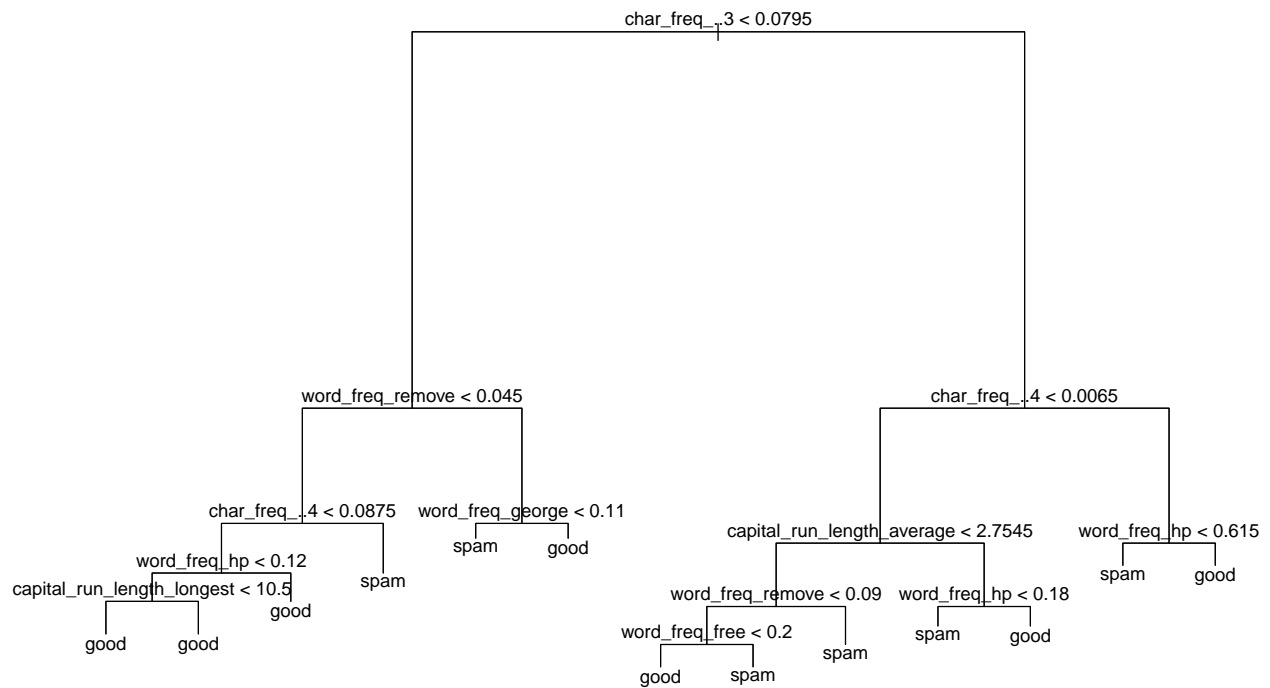 char_freq_..3 < 0.0795
word_freq_remove < 0.045
char_freq_..4 < 0.0065
char_freq_..4 < 0.0875
word_freq_george < 0.11
capital_run_length_average < 2.7545
word_freq_hp < 0.615
spam
good
word_freq_hp < 0.12
spam
good
spam
capital_run_length_longest < 10.5
good
word_freq_remove < 0.09
word_freq_hp < 0.18
good
good
word_freq_free < 0.2
spam
spam
good
good
spam